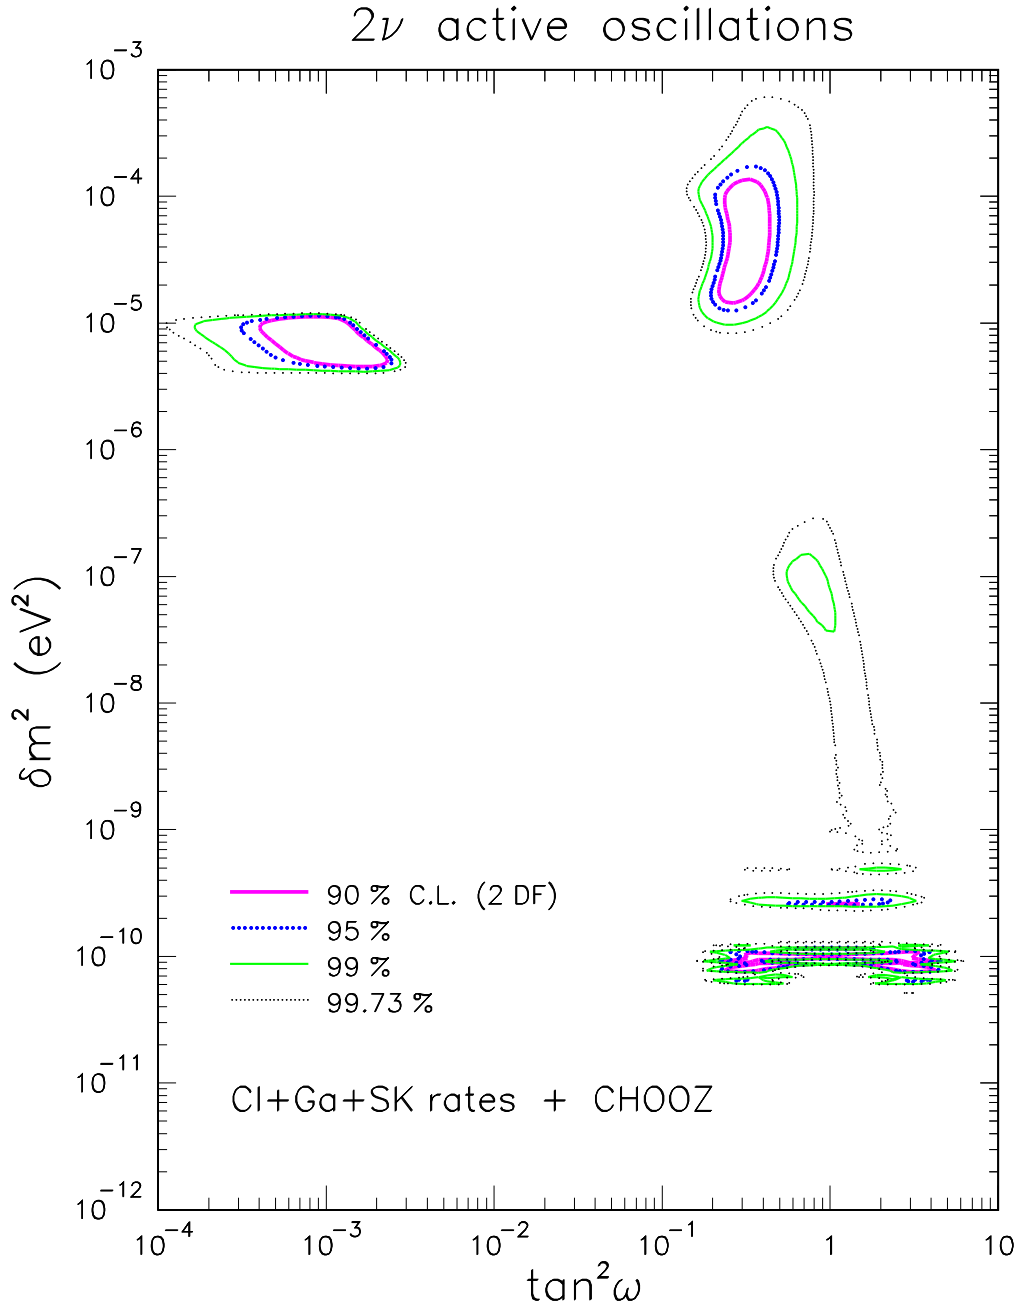 2ν active oscillations
10⁻³
10⁻⁴
10⁻⁵
10⁻⁶
10⁻⁷
10⁻⁸
10⁻⁹
10⁻¹⁰
10⁻¹¹
10⁻¹²
δm² (eV²)
90 % C.L. (2 DF)
95 %
99 %
99.73 %
Cl+Ga+SK rates + CHOOZ
10⁻⁴ 10⁻³ 10⁻² 10⁻¹ 1 10
tan²ω